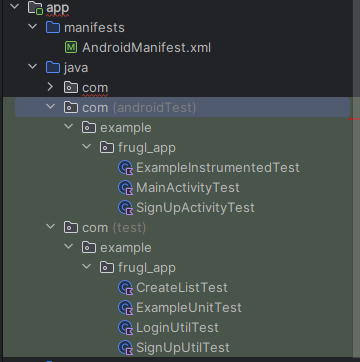 app
manifests
AndroidManifest.xml
java
com
com (androidTest)
example
frugl_app
ExampleInstrumentedTest
MainActivityTest
SignUpActivityTest
com (test)
example
frugl_app
CreateListTest
ExampleUnitTest
LoginUtilTest
SignUpUtilTest